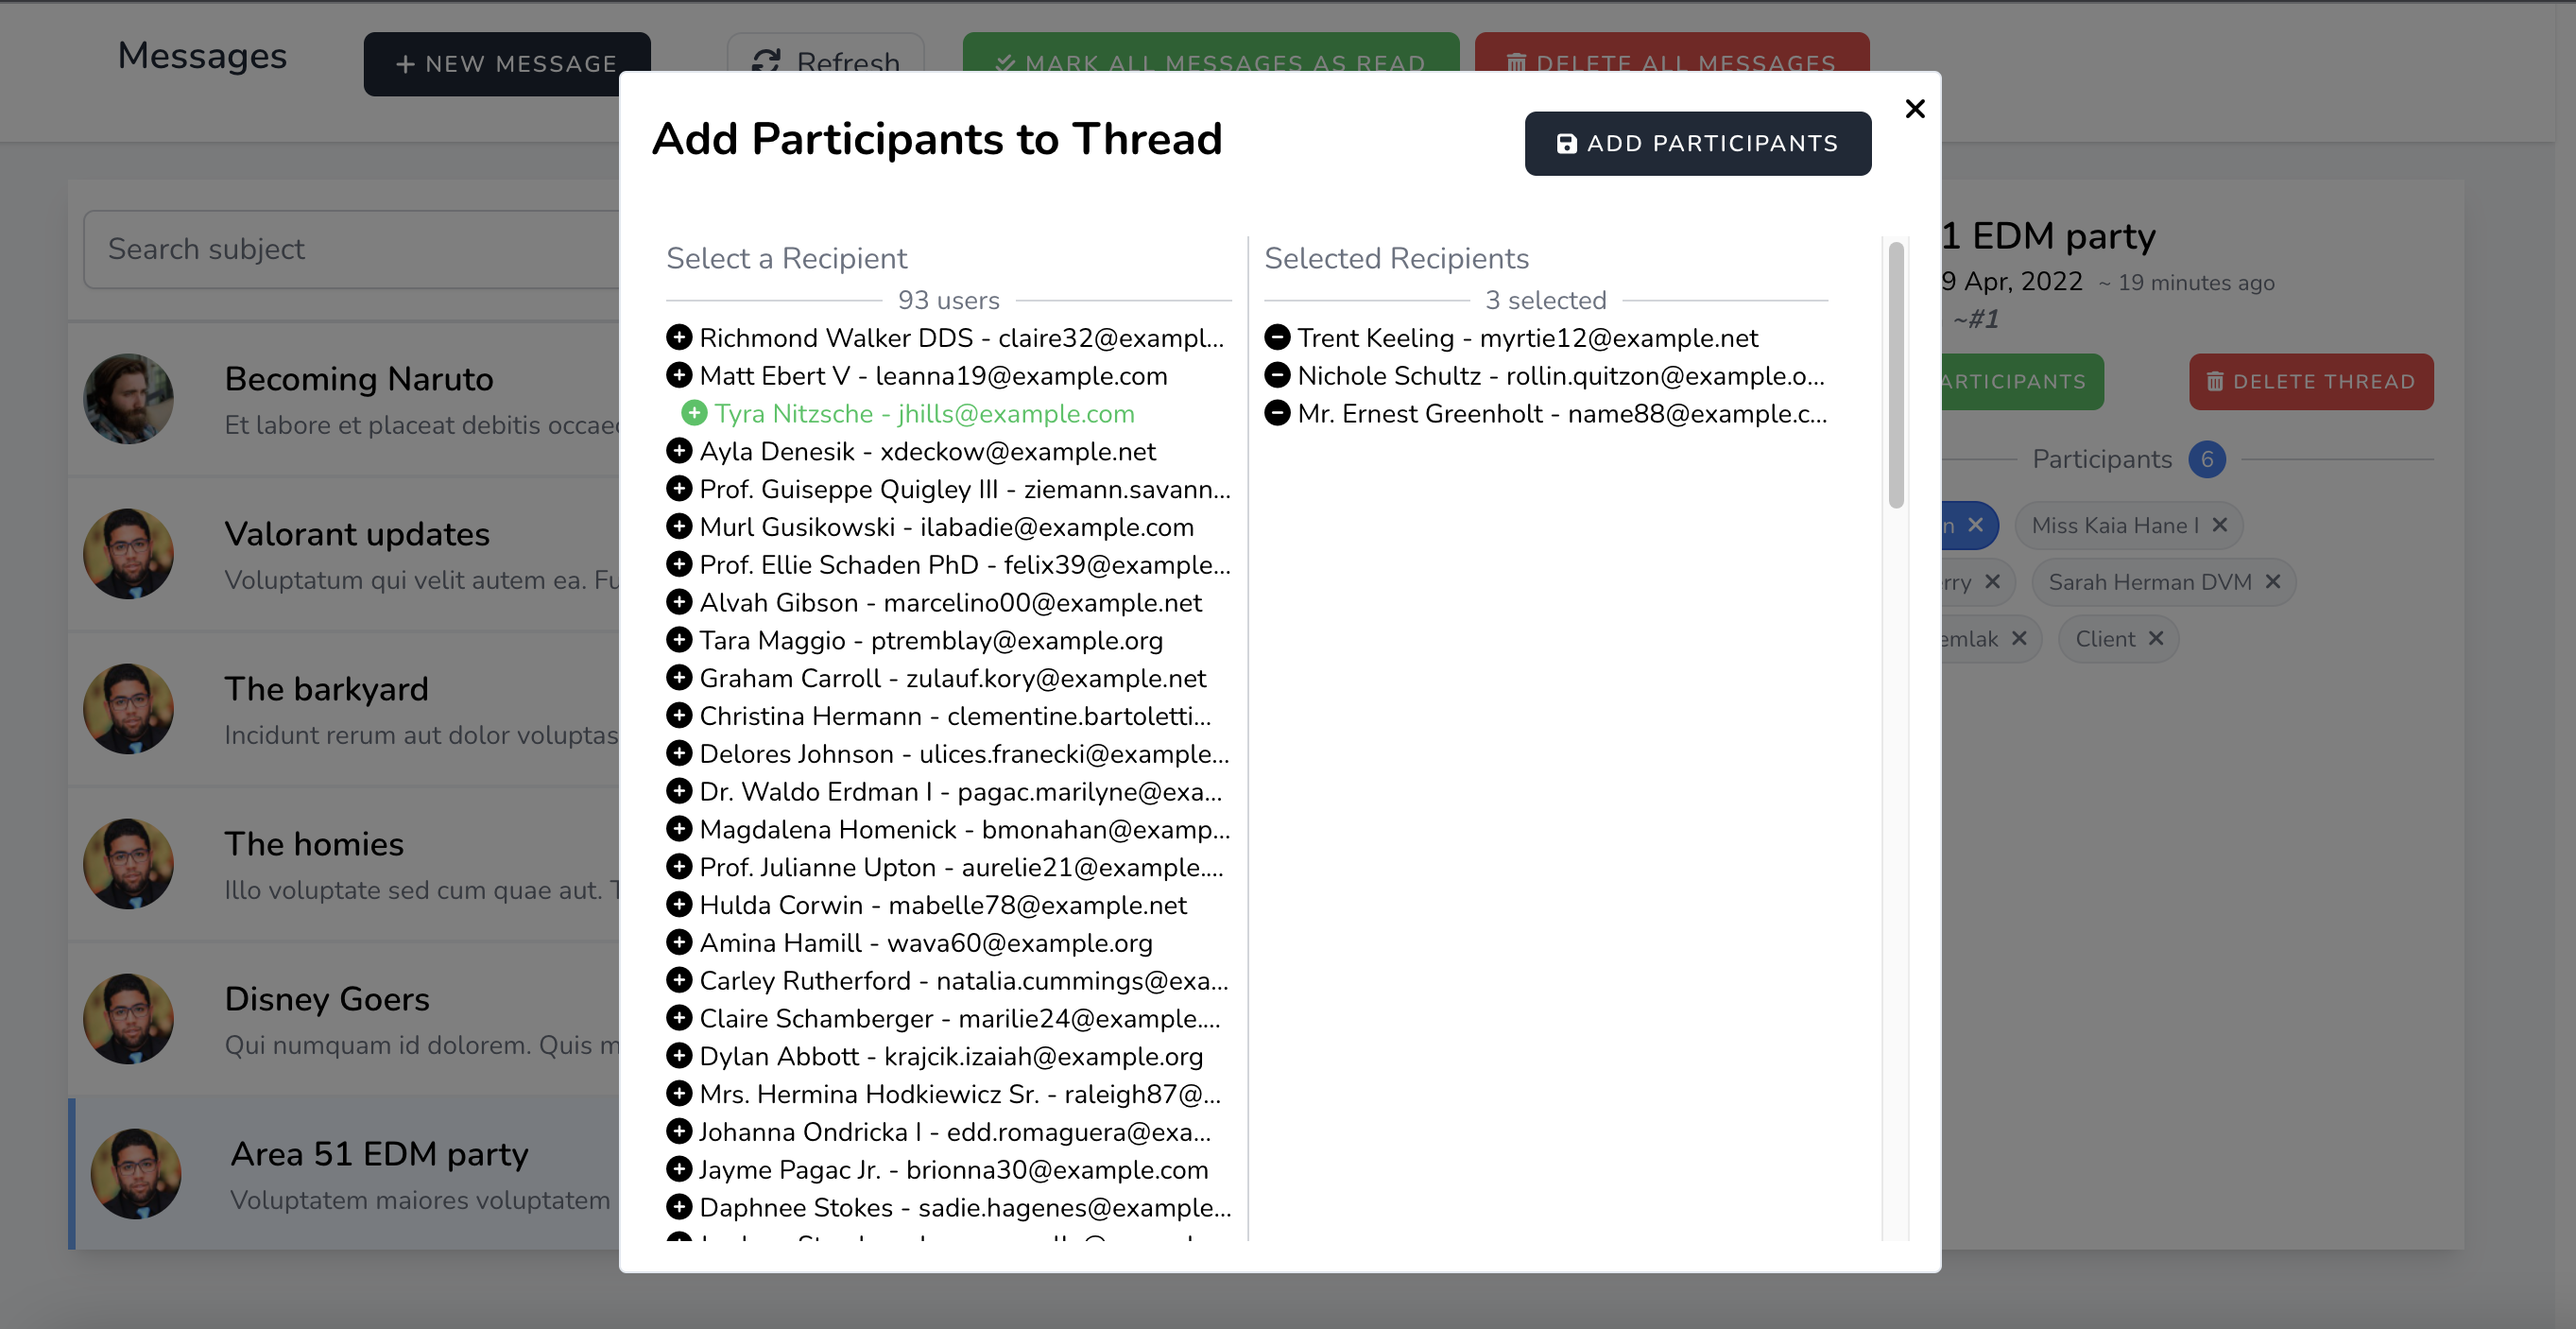 Messages
NEW MESSAGE
Refresh
MARK ALL MESSAGES AS READ
DELETE ALL MESSAGES
Add Participants to Thread
ADD PARTICIPANTS
Search subject
Becoming Naruto
Et labore et placeat debitis
Valorant updates
Voluptatum qui velit autem ea.
The barkyard
Incidunt rerum aut dolor voluptas
The homies
Illo voluptate sed cum quae aut.
Disney Goers
Qui numquam id dolorem. Quis
Area 51 EDM party
Voluptatem maiores voluptatem
Select a Recipient
93 users
Richmond Walker DDS - claire32@exampl...
Matt Ebert V - leanna19@example.com
Tyra Nitzsche - jhills@example.com
Ayla Denesik - xdeckow@example.net
Prof. Guiseppe Quigley III - ziemann.savann...
Murl Gusikowski - ilabadie@example.com
Prof. Ellie Schaden PhD - felix39@example...
Alvah Gibson - marcelino00@example.net
Tara Maggio - ptremblay@example.org
Graham Carroll - zulauf.kory@example.net
Christina Hermann - clementine.bartoletti...
Delores Johnson - ulices.franecki@example...
Dr. Waldo Erdman I - pagac.marilyne@exa...
Magdalena Homenick - bmonahan@examp...
Prof. Julianne Upton - aurelie21@example....
Hulda Corwin - mabelle78@example.net
Amina Hamill - wava60@example.org
Carley Rutherford - natalia.cummings@exa...
Claire Schamberger - marilie24@example....
Dylan Abbott - krajcik.izaiah@example.org
Mrs. Hermina Hodkiewicz Sr. - raleigh87@...
Johanna Ondricka I - edd.romaguera@exa...
Jayme Pagac Jr. - brionna30@example.com
Daphnee Stokes - sadie.hagenes@example...
Selected Recipients
3 selected
Trent Keeling - myrtie12@example.net
Nichole Schultz - rollin.quitzon@example.o...
Mr. Ernest Greenholt - name88@example.c...
1 EDM party
9 Apr, 2022 ~ 19 minutes ago
~#1
ARTICIPANTS
DELETE THREAD
Participants 6
n
Miss Kaia Hane I
rry
Sarah Herman DVM
emlak
Client